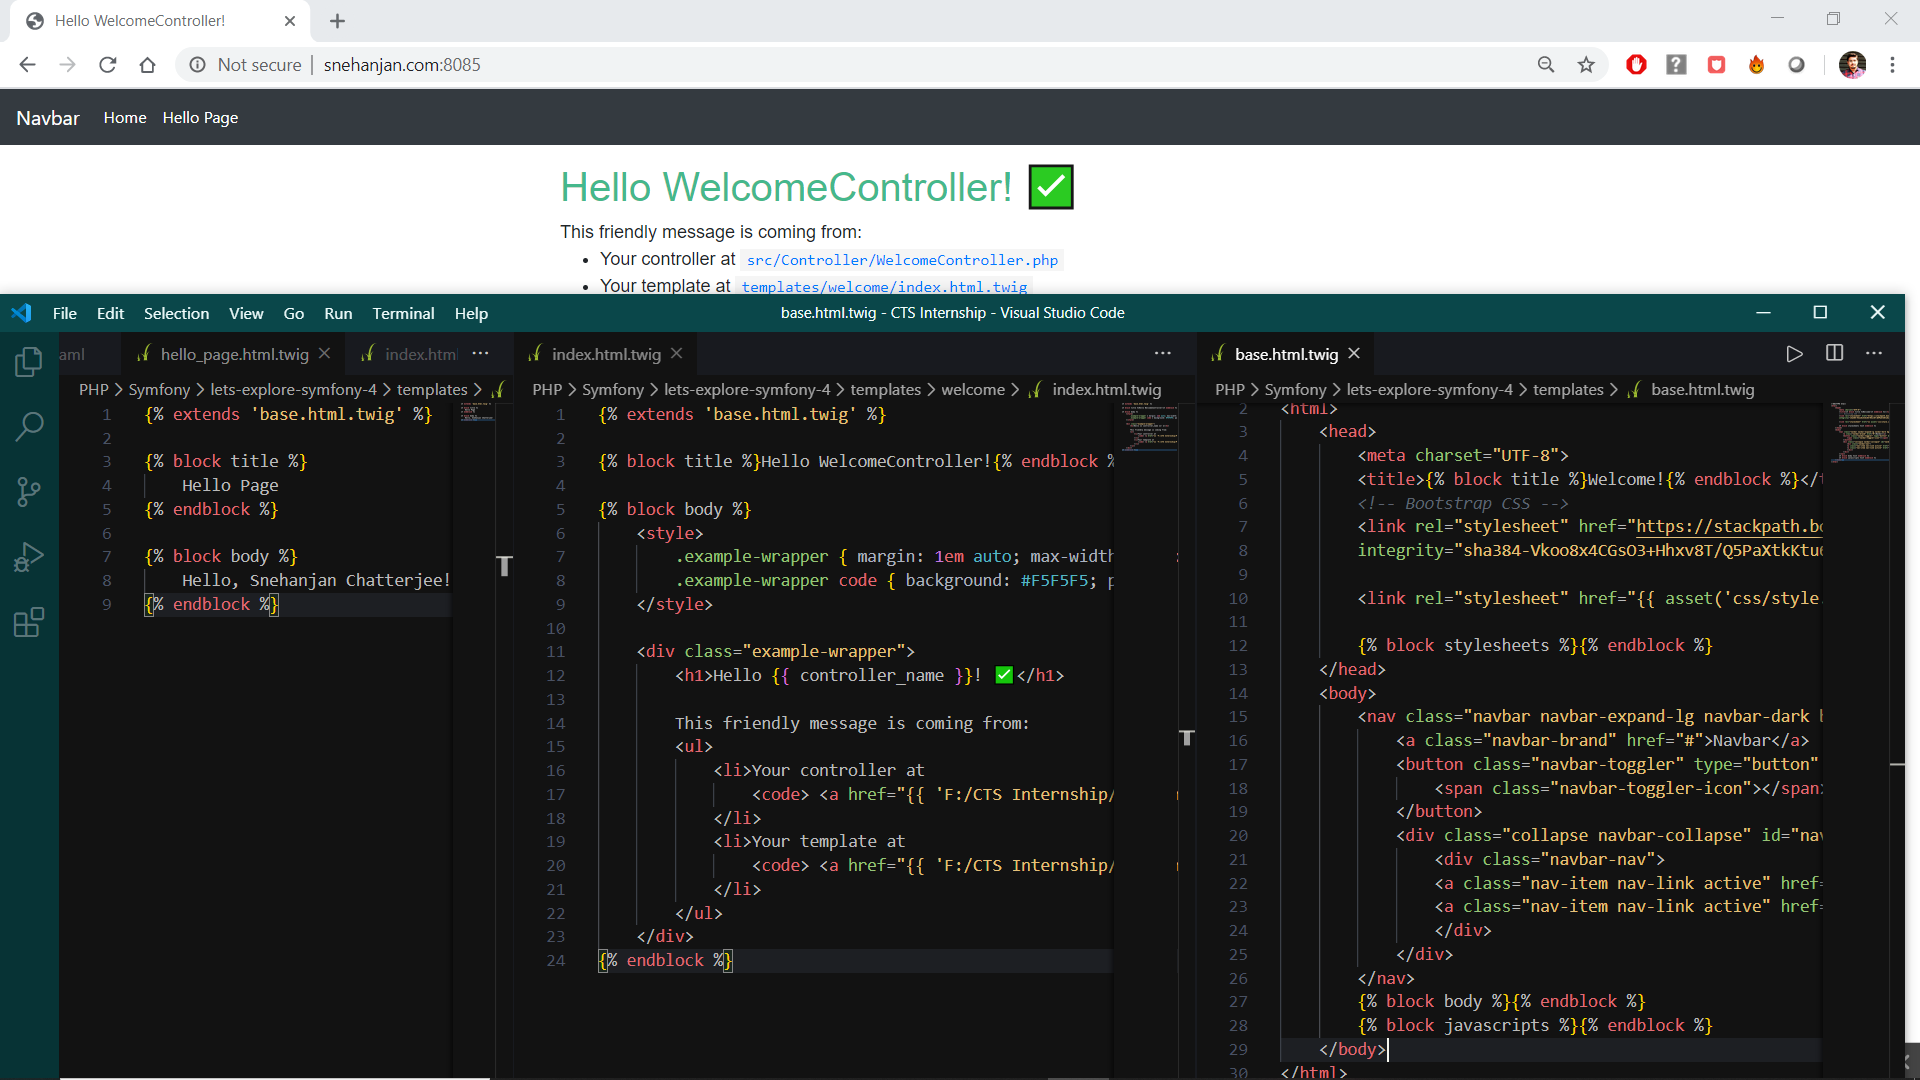 Hello WelcomeController!
Not secure | snehanjan.com:8085
Navbar Home Hello Page
Hello WelcomeController! ✅
This friendly message is coming from:
• Your controller at src/Controller/WelcomeController.php
• Your template at templates/welcome/index.html.twig
File Edit Selection View Go Run Terminal Help
base.html.twig - CTS Internship - Visual Studio Code
aml
hello_page.html.twig
index.html
PHP > Symfony > lets-explore-symfony-4 > templates >
1 {% extends 'base.html.twig' %}
2
3 {% block title %}
4 Hello Page
5 {% endblock %}
6
7 {% block body %}
8 Hello, Snehanjan Chatterjee!
9 {% endblock %}
index.html.twig
PHP > Symfony > lets-explore-symfony-4 > templates > welcome > index.html.twig
1 {% extends 'base.html.twig' %}
2
3 {% block title %}Hello WelcomeController!{% endblock %
4
5 {% block body %}
6 <style>
7 .example-wrapper { margin: 1em auto; max-width
8 .example-wrapper code { background: #F5F5F5; p
9 </style>
10
11 <div class="example-wrapper">
12 <h1>Hello {{ controller_name }}! ✅</h1>
13
14 This friendly message is coming from:
15 <ul>
16 <li>Your controller at
17 <code> <a href="{{ 'F:/CTS Internship/
18 </li>
19 <li>Your template at
20 <code> <a href="{{ 'F:/CTS Internship/
21 </li>
22 </ul>
23 </div>
24 {% endblock %}
base.html.twig
PHP > Symfony > lets-explore-symfony-4 > templates > base.html.twig
2 <html>
3 <head>
4 <meta charset="UTF-8">
5 <title>{% block title %}Welcome!{% endblock %}</t
6 <!-- Bootstrap CSS -->
7 <link rel="stylesheet" href="https://stackpath.bo
8 integrity="sha384-Vkoo8x4CGsO3+Hhxv8T/Q5PaXtkKtu6
9
10 <link rel="stylesheet" href="{{ asset('css/style.
11
12 {% block stylesheets %}{% endblock %}
13 </head>
14 <body>
15 <nav class="navbar navbar-expand-lg navbar-dark b
16 <a class="navbar-brand" href="#">Navbar</a>
17 <button class="navbar-toggler" type="button"
18 <span class="navbar-toggler-icon"></span>
19 </button>
20 <div class="collapse navbar-collapse" id="nav
21 <div class="navbar-nav">
22 <a class="nav-item nav-link active" href=
23 <a class="nav-item nav-link active" href=
24 </div>
25 </div>
26 </nav>
27 {% block body %}{% endblock %}
28 {% block javascripts %}{% endblock %}
29 </body>
30 </html>